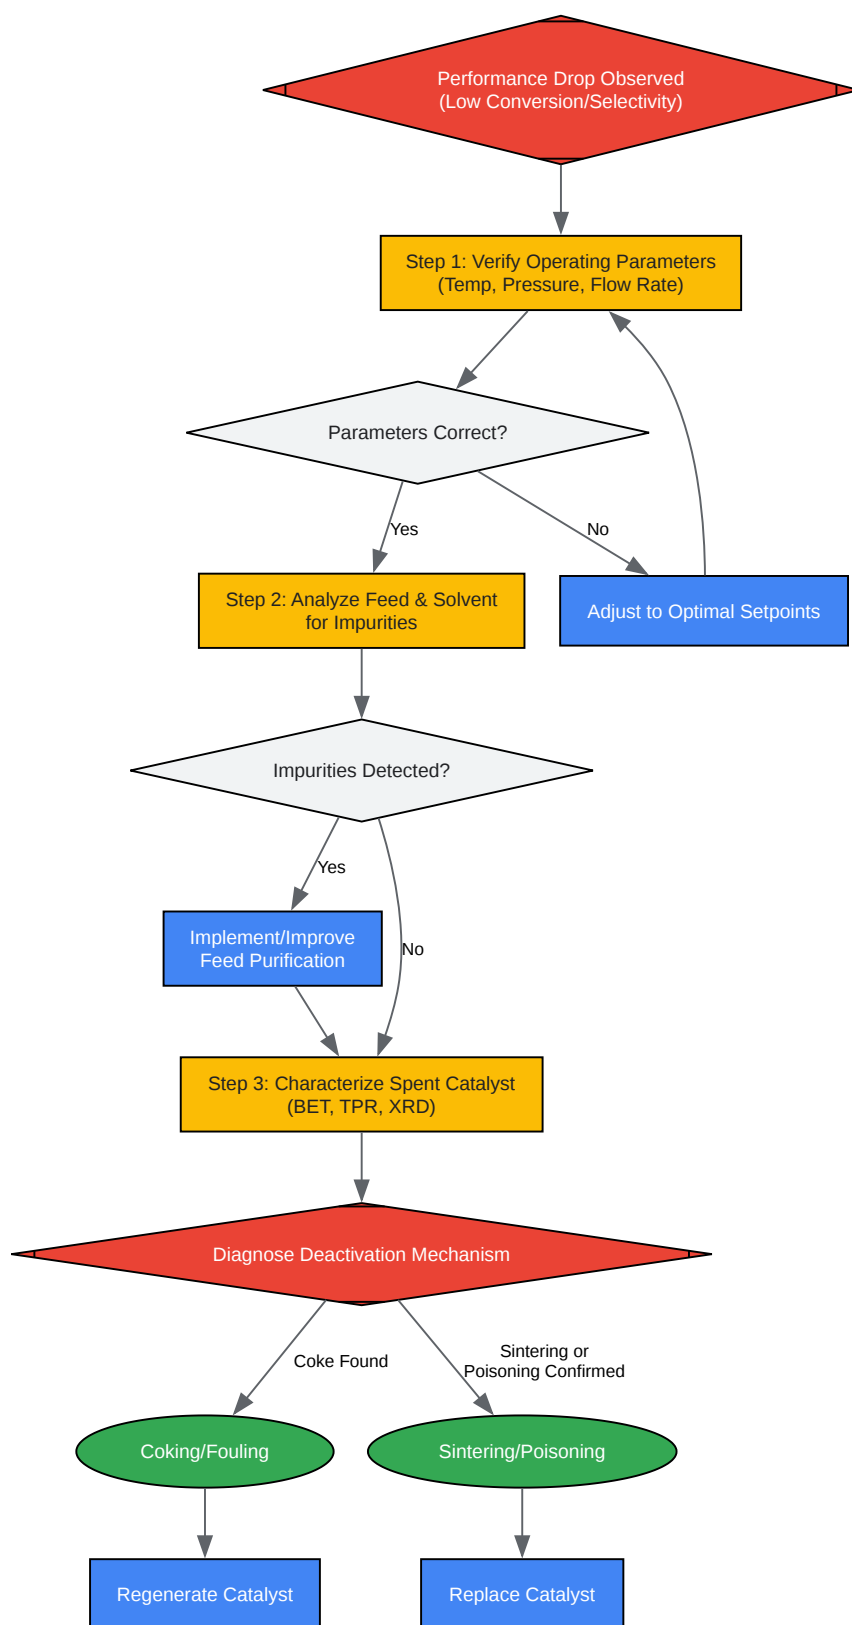 Performance Drop Observed
(Low Conversion/Selectivity)
Step 1: Verify Operating Parameters
(Temp, Pressure, Flow Rate)
Parameters Correct?
Yes
No
Step 2: Analyze Feed & Solvent
for Impurities
Adjust to Optimal Setpoints
Impurities Detected?
Yes
Implement/Improve
Feed Purification
No
Step 3: Characterize Spent Catalyst
(BET, TPR, XRD)
Diagnose Deactivation Mechanism
Coke Found
Sintering or
Poisoning Confirmed
Coking/Fouling
Sintering/Poisoning
Regenerate Catalyst
Replace Catalyst